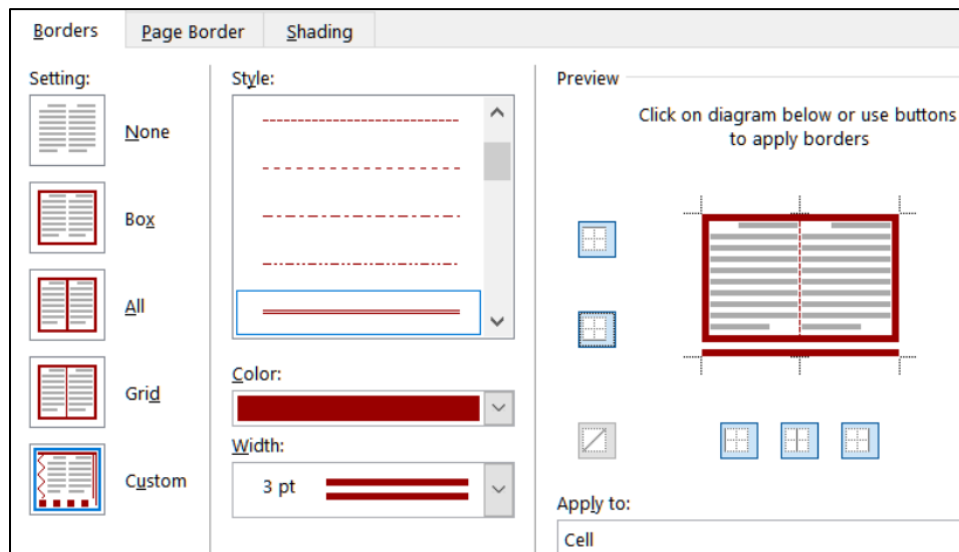 Borders
Page Border
Shading
Setting:
None
Box
All
Grid
Custom
Style:
Color:
Width:
3 pt
Preview
Click on diagram below or use buttons
to apply borders
Apply to:
Cell